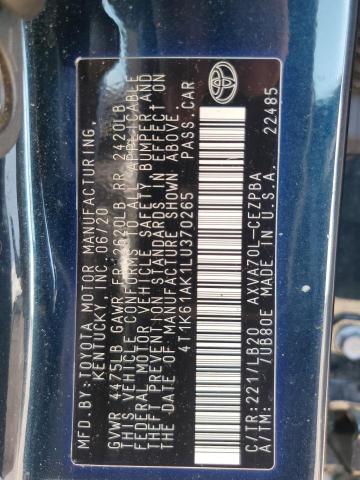 MFD. BY: TOYOTA MOTOR MANUFACTURING,
KENTUCKY, INC. 06/20
GVWR 4475LB GAWR FR 2520LB RR 2420LB
THIS VEHICLE CONFORMS TO ALL APPLICABLE
FEDERAL MOTOR VEHICLE SAFETY, BUMPER AND
THEFT PREVENTION STANDARDS IN EFFECT ON
THE DATE OF MANUFACTURE SHOWN ABOVE.
4T1K61AK1LU370265 PASS.CAR
C/TR:221/LB20 AXVA70L-CEZPBA
A/TM: /UB80E MADE IN U.S.A. 22485